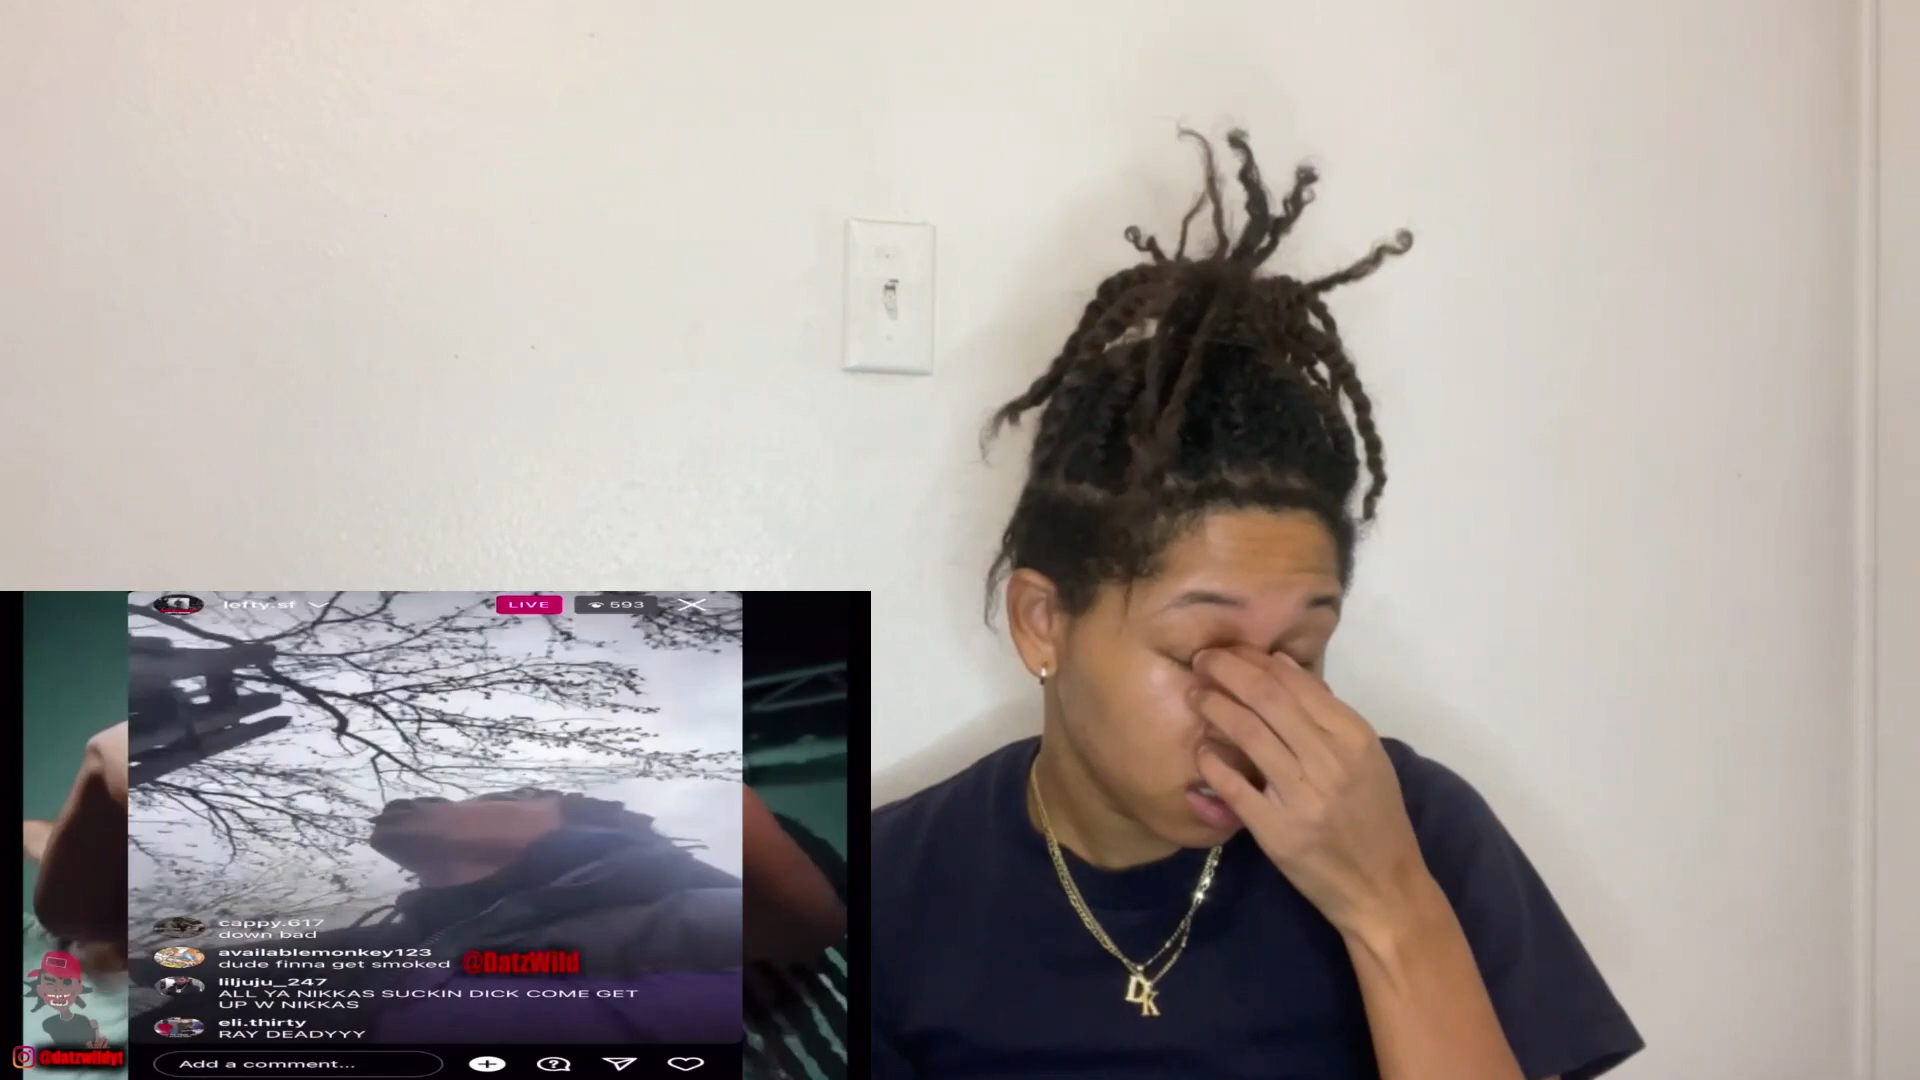 lefty.sf
LIVE
593
cappy.617
down bad
availablemonkey123
dude finna get smoked
@DatzWild
liljuju_247
ALL YA NIKKAS SUCKIN DICK COME GET
UP W NIKKAS
eli.thirty
RAY DEADYYY
@datzwildyt
Add a comment...
DK